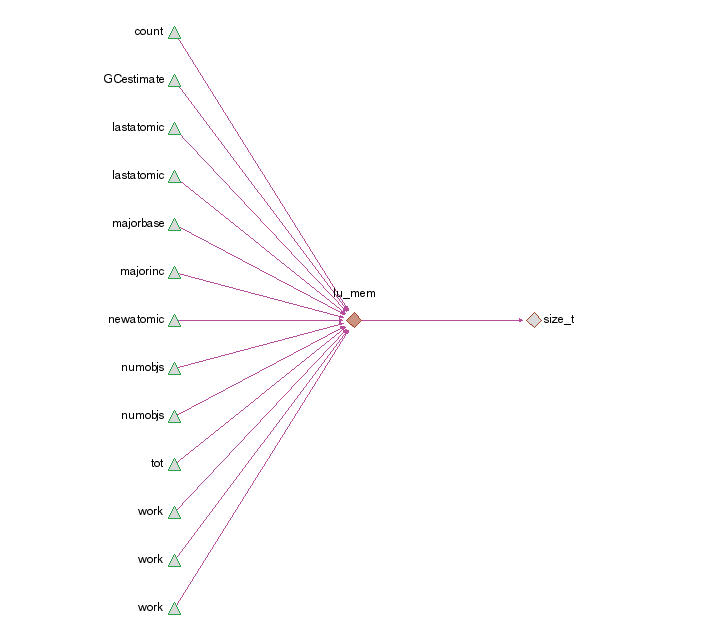 count
GCestimate
lastatomic
lastatomic
majorbase
majorinc
lu_mem
newatomic
size_t
numobjs
numobjs
tot
work
work
work